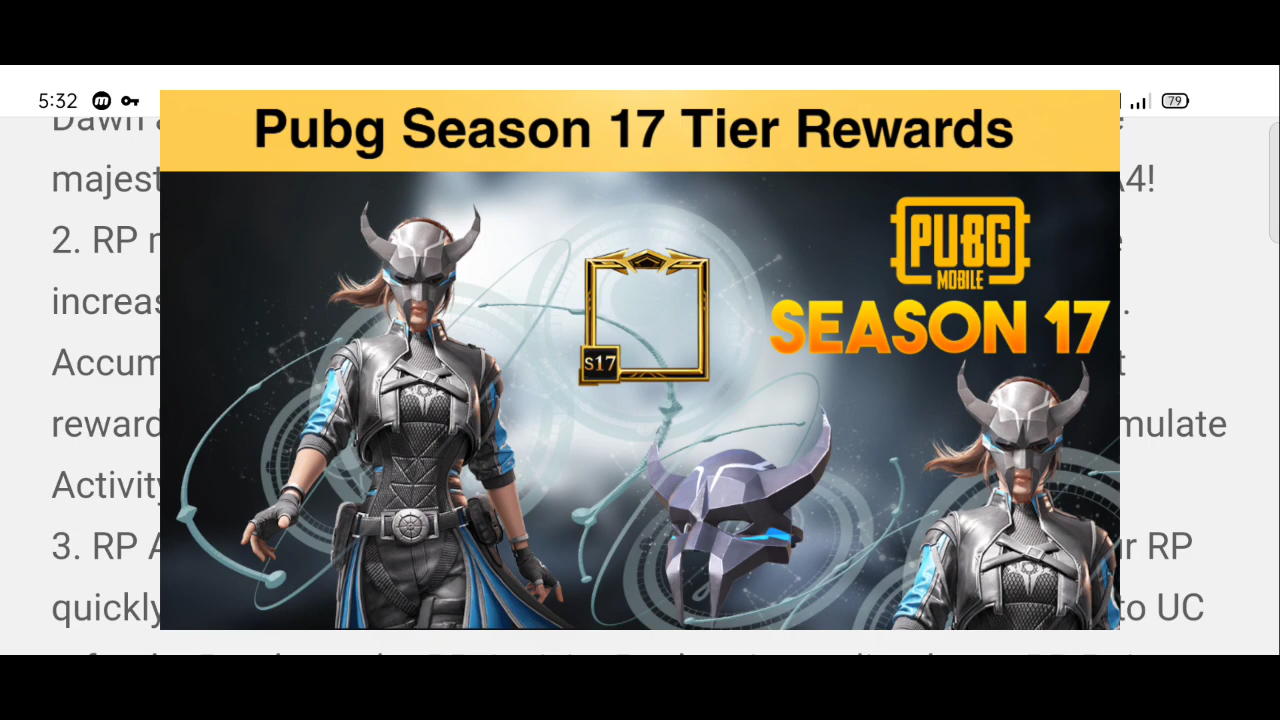 5:32
79
Pubg Season 17 Tier Rewards
Dawn
majest
A4!
2. RP
increas
PUBG
MOBILE
SEASON 17
Accum
S17
reward
mulate
Activity
3. RP A
ur RP
quickly
to UC